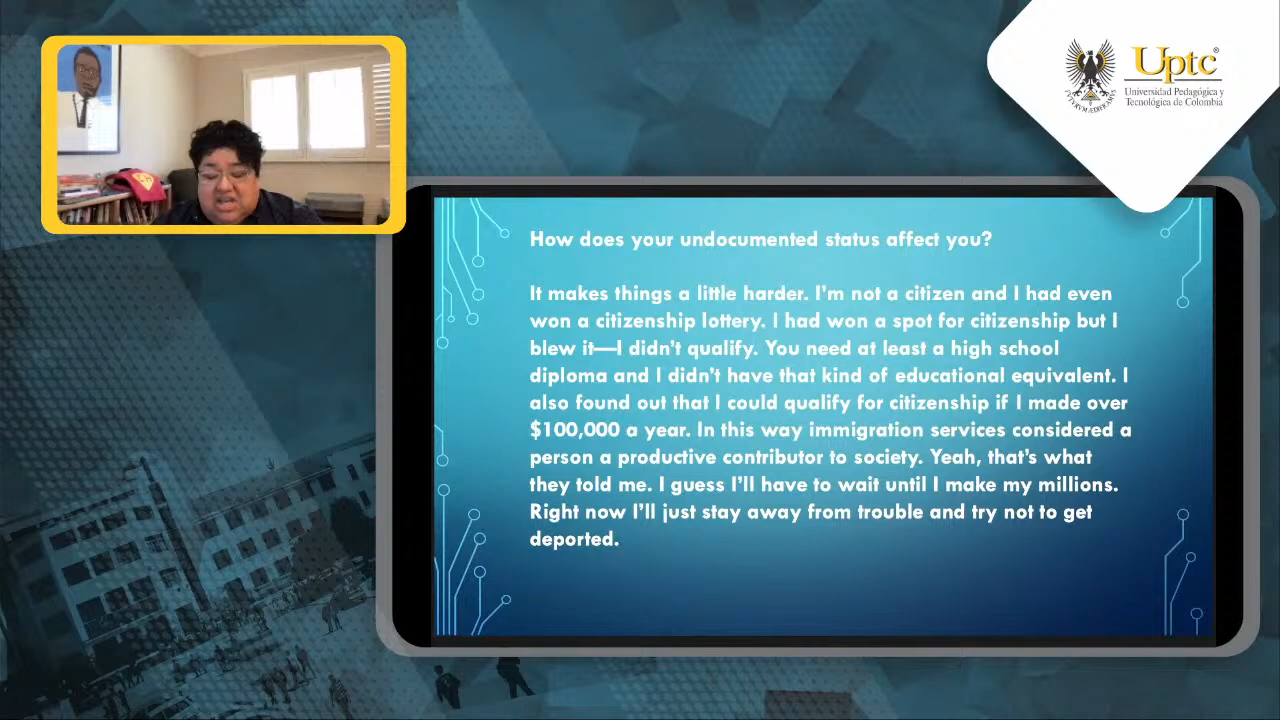 Uptc®
Universidad Pedagógica y
Tecnológica de Colombia
How does your undocumented status affect you?
It makes things a little harder. I'm not a citizen and I had even
won a citizenship lottery. I had won a spot for citizenship but I
blew it—I didn't qualify. You need at least a high school
diploma and I didn't have that kind of educational equivalent. I
also found out that I could qualify for citizenship if I made over
$100,000 a year. In this way immigration services considered a
person a productive contributor to society. Yeah, that's what
they told me. I guess I'll have to wait until I make my millions.
Right now I'll just stay away from trouble and try not to get
deported.